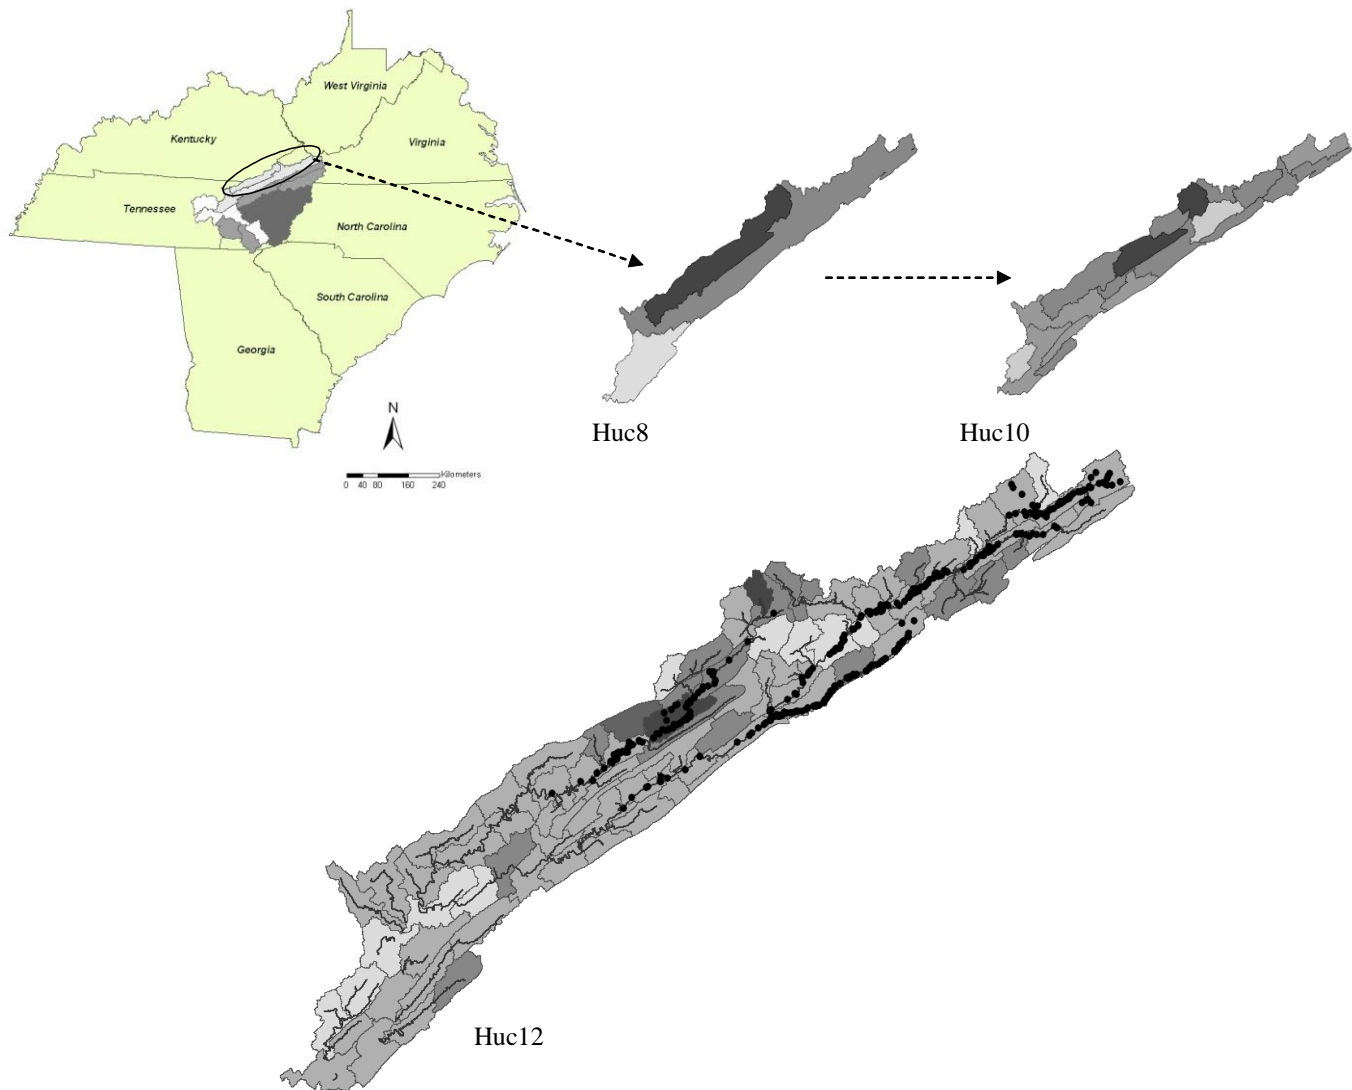 West Virginia
Kentucky
Virginia
Tennessee
North Carolina
South Carolina
Georgia
N
Kilometers
0 40 80 160 240
Huc8
Huc10
Huc12